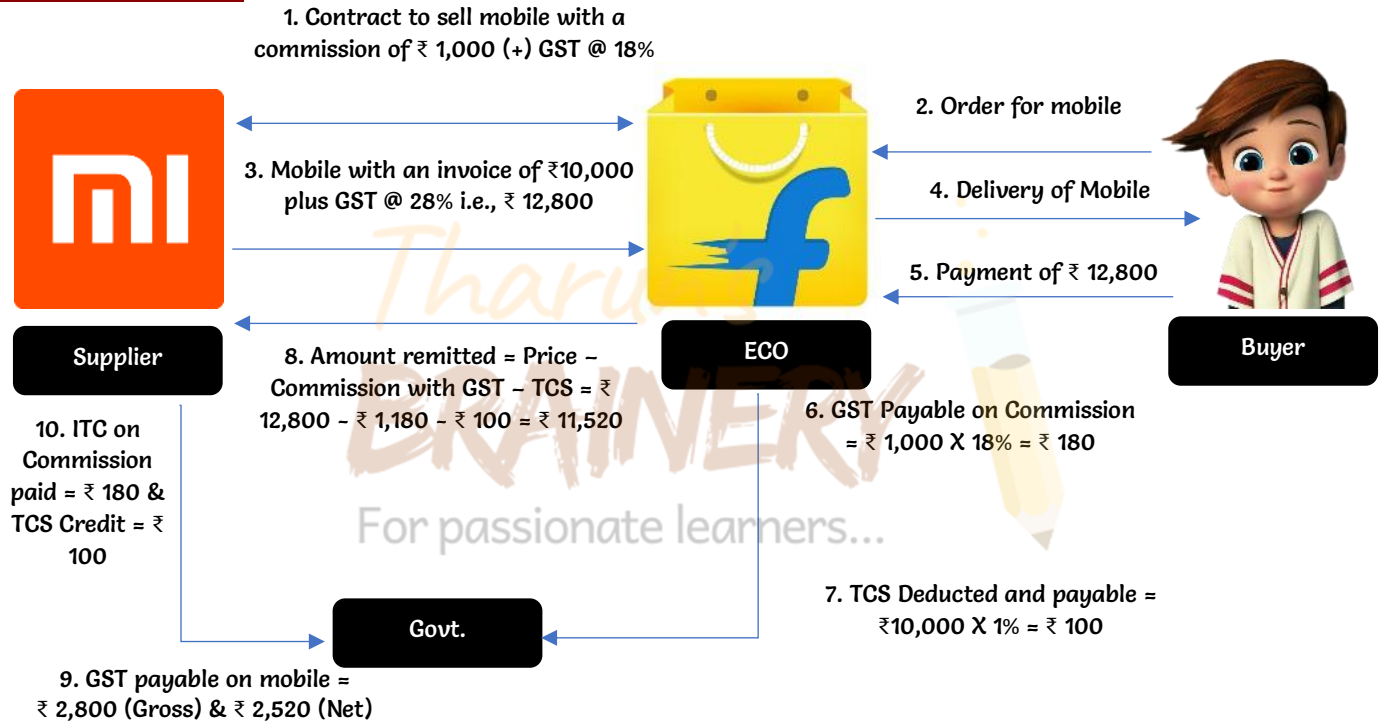 1. Contract to sell mobile with a
commission of ₹ 1,000 (+) GST @ 18%
mi
2. Order for mobile
3. Mobile with an invoice of ₹10,000
plus GST @ 28% i.e., ₹ 12,800
4. Delivery of Mobile
f
5. Payment of ₹ 12,800
Supplier
ECO
Buyer
8. Amount remitted = Price –
Commission with GST – TCS = ₹
12,800 - ₹ 1,180 - ₹ 100 = ₹ 11,520
6. GST Payable on Commission
= ₹ 1,000 X 18% = ₹ 180
10. ITC on
Commission
paid = ₹ 180 &
TCS Credit = ₹
100
Tharun's
BRAINERY
For passionate learners...
7. TCS Deducted and payable =
₹10,000 X 1% = ₹ 100
Govt.
9. GST payable on mobile =
₹ 2,800 (Gross) & ₹ 2,520 (Net)